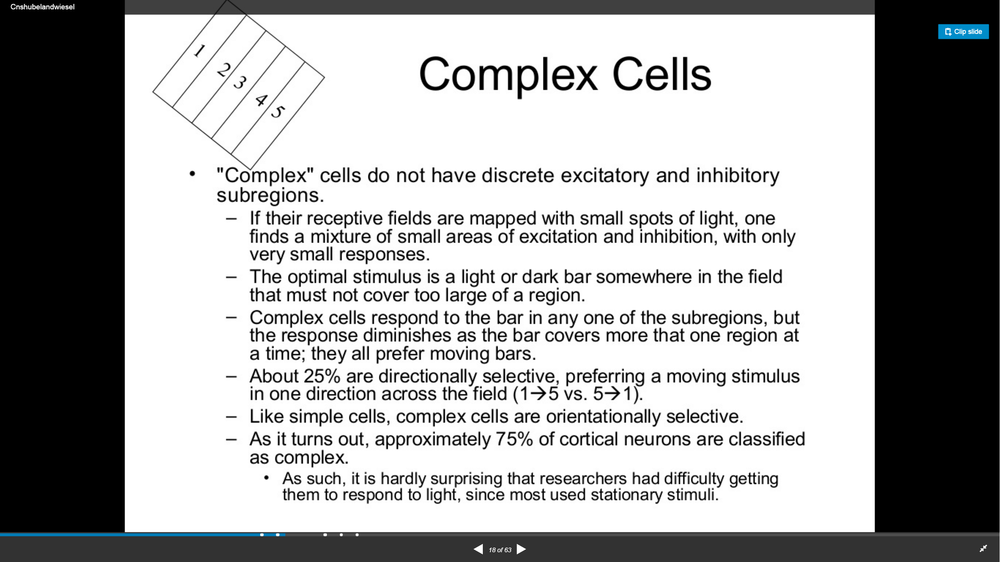 Cnshubelandwiesel
Clip slide
1
2
3
4
5
Complex Cells
• "Complex" cells do not have discrete excitatory and inhibitory
subregions.
– If their receptive fields are mapped with small spots of light, one
finds a mixture of small areas of excitation and inhibition, with only
very small responses.
– The optimal stimulus is a light or dark bar somewhere in the field
that must not cover too large of a region.
– Complex cells respond to the bar in any one of the subregions, but
the response diminishes as the bar covers more that one region at
a time; they all prefer moving bars.
– About 25% are directionally selective, preferring a moving stimulus
in one direction across the field (1→5 vs. 5→1).
– Like simple cells, complex cells are orientationally selective.
– As it turns out, approximately 75% of cortical neurons are classified
as complex.
• As such, it is hardly surprising that researchers had difficulty getting
them to respond to light, since most used stationary stimuli.
18 of 63